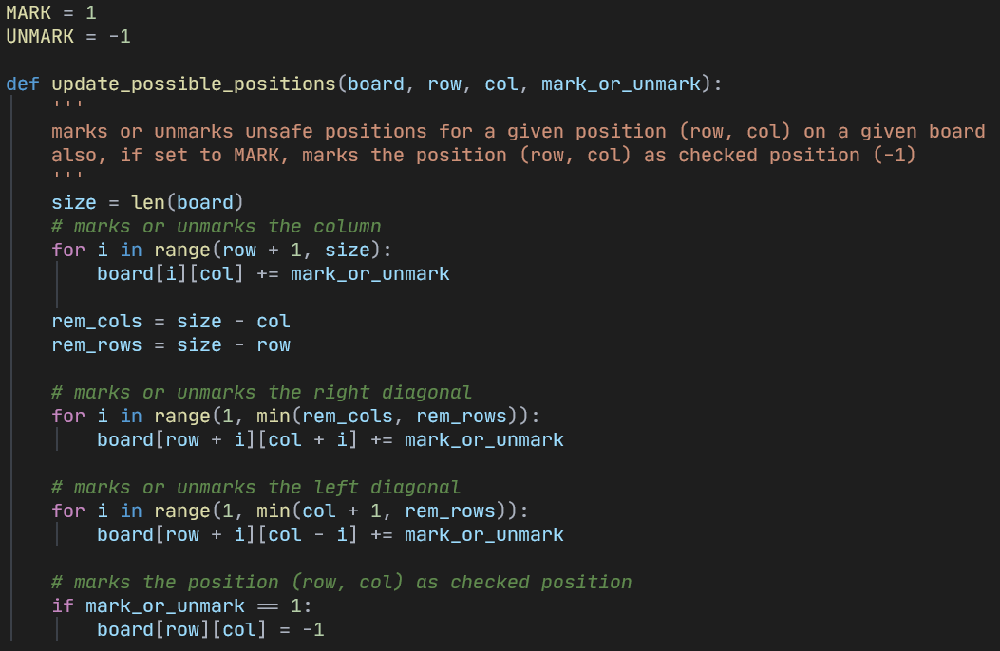 MARK = 1
UNMARK = -1
def update_possible_positions(board, row, col, mark_or_unmark):
    '''
    marks or unmarks unsafe positions for a given position (row, col) on a given board
    also, if set to MARK, marks the position (row, col) as checked position (-1)
    '''
    size = len(board)
    # marks or unmarks the column
    for i in range(row + 1, size):
        board[i][col] += mark_or_unmark
    rem_cols = size - col
    rem_rows = size - row
    # marks or unmarks the right diagonal
    for i in range(1, min(rem_cols, rem_rows)):
        board[row + i][col + i] += mark_or_unmark
    # marks or unmarks the left diagonal
    for i in range(1, min(col + 1, rem_rows)):
        board[row + i][col - i] += mark_or_unmark
    # marks the position (row, col) as checked position
    if mark_or_unmark == 1:
        board[row][col] = -1